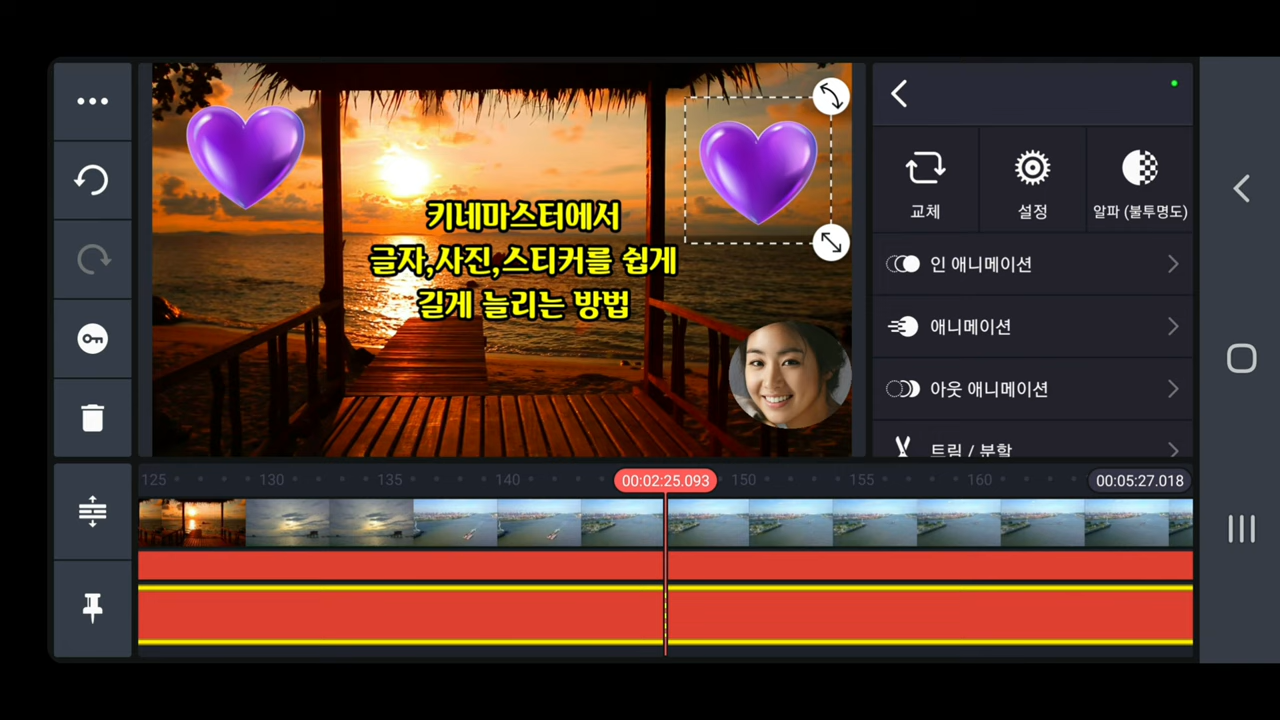 키네마스터에서
글자,사진,스티커를 쉽게
길게 늘리는 방법
교체
설정
알파 (불투명도)
인 애니메이션
애니메이션
아웃 애니메이션
트림 / 분할
125
130
135
140
00:02:25.093
150
155
160
00:05:27.018